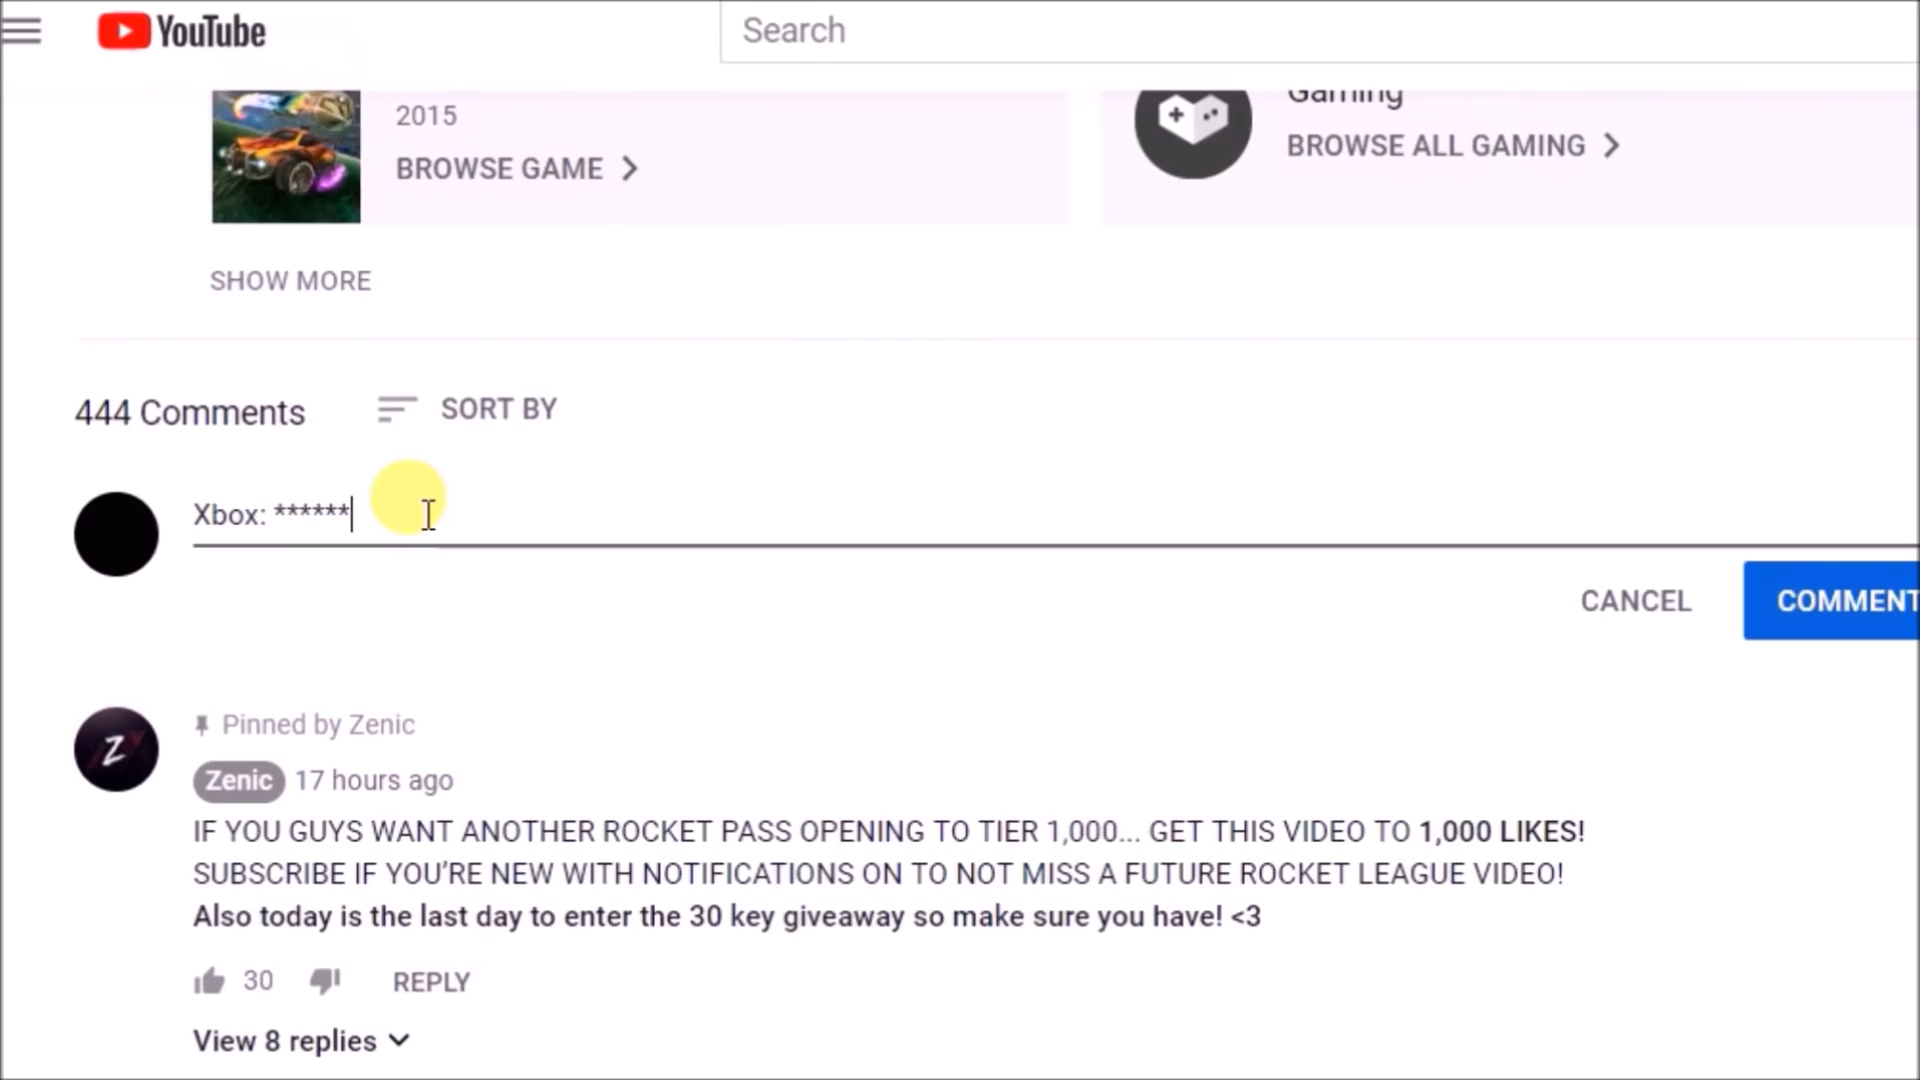 YouTube
Search
2015
BROWSE GAME
Gaming
BROWSE ALL GAMING
SHOW MORE
444 Comments
SORT BY
Xbox: ******
CANCEL
COMMENT
Z
Pinned by Zenic
Zenic 17 hours ago
IF YOU GUYS WANT ANOTHER ROCKET PASS OPENING TO TIER 1,000... GET THIS VIDEO TO 1,000 LIKES!
SUBSCRIBE IF YOU’RE NEW WITH NOTIFICATIONS ON TO NOT MISS A FUTURE ROCKET LEAGUE VIDEO!
Also today is the last day to enter the 30 key giveaway so make sure you have! <3
30
REPLY
View 8 replies